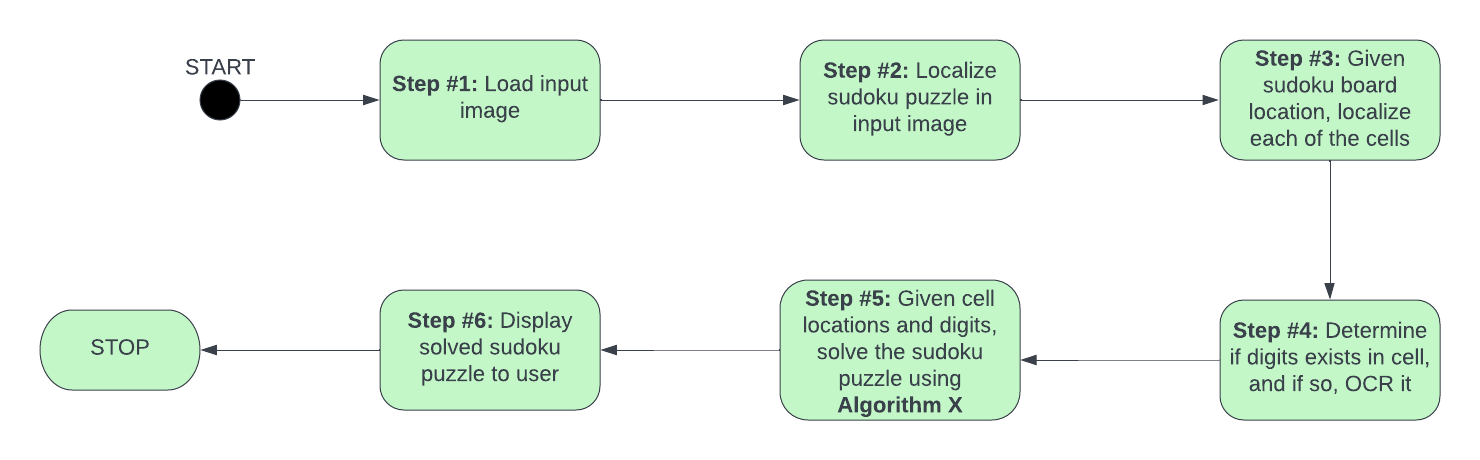 START
Step #1: Load input
image
Step #2: Localize
sudoku puzzle in
input image
Step #3: Given
sudoku board
location, localize
each of the cells
Step #4: Determine
if digits exists in cell,
and if so, OCR it
Step #5: Given cell
locations and digits,
solve the sudoku
puzzle using
Algorithm X
Step #6: Display
solved sudoku
puzzle to user
STOP